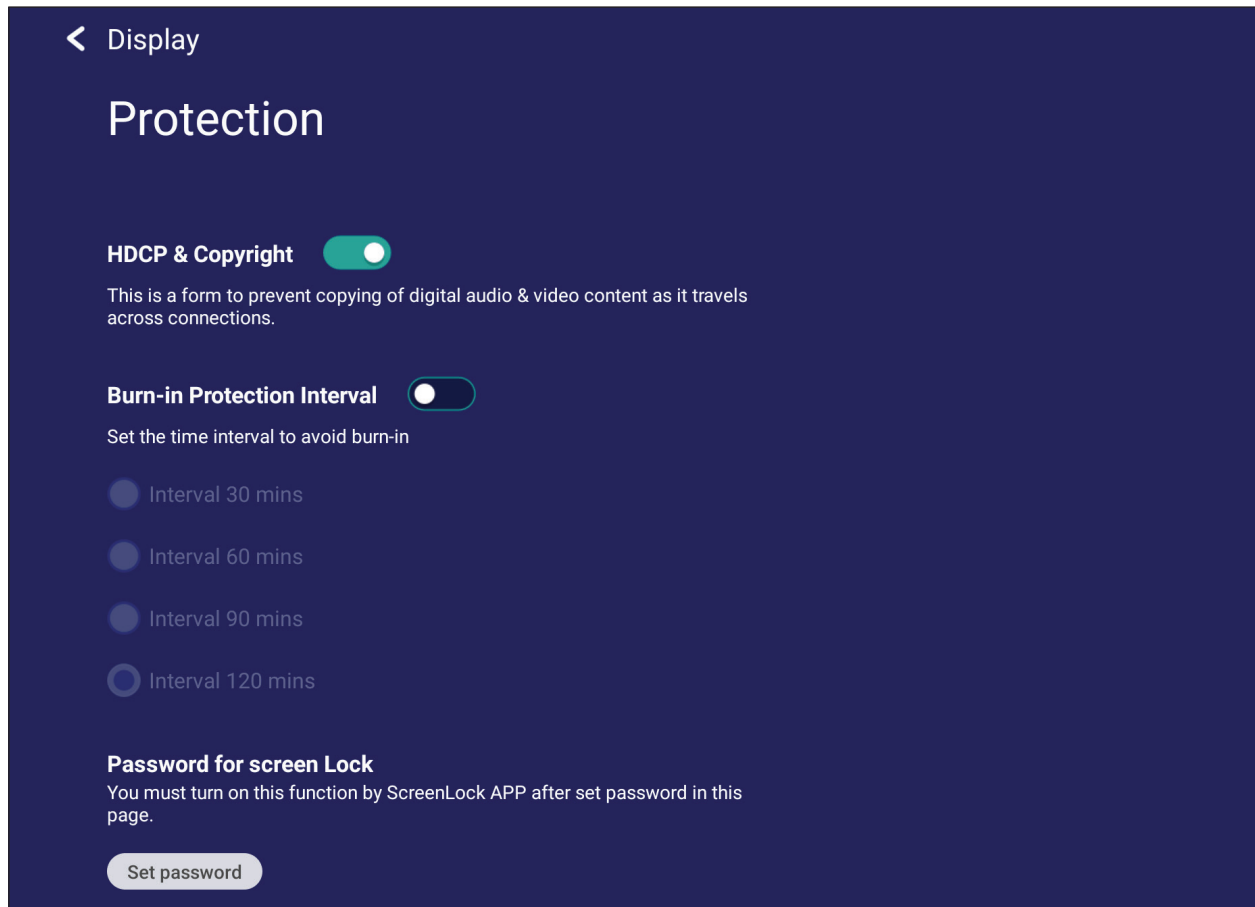 Display
Protection
HDCP & Copyright
This is a form to prevent copying of digital audio & video content as it travels
across connections.
Burn-in Protection Interval
Set the time interval to avoid burn-in
Interval 30 mins
Interval 60 mins
Interval 90 mins
Interval 120 mins
Password for screen Lock
You must turn on this function by ScreenLock APP after set password in this
page.
Set password